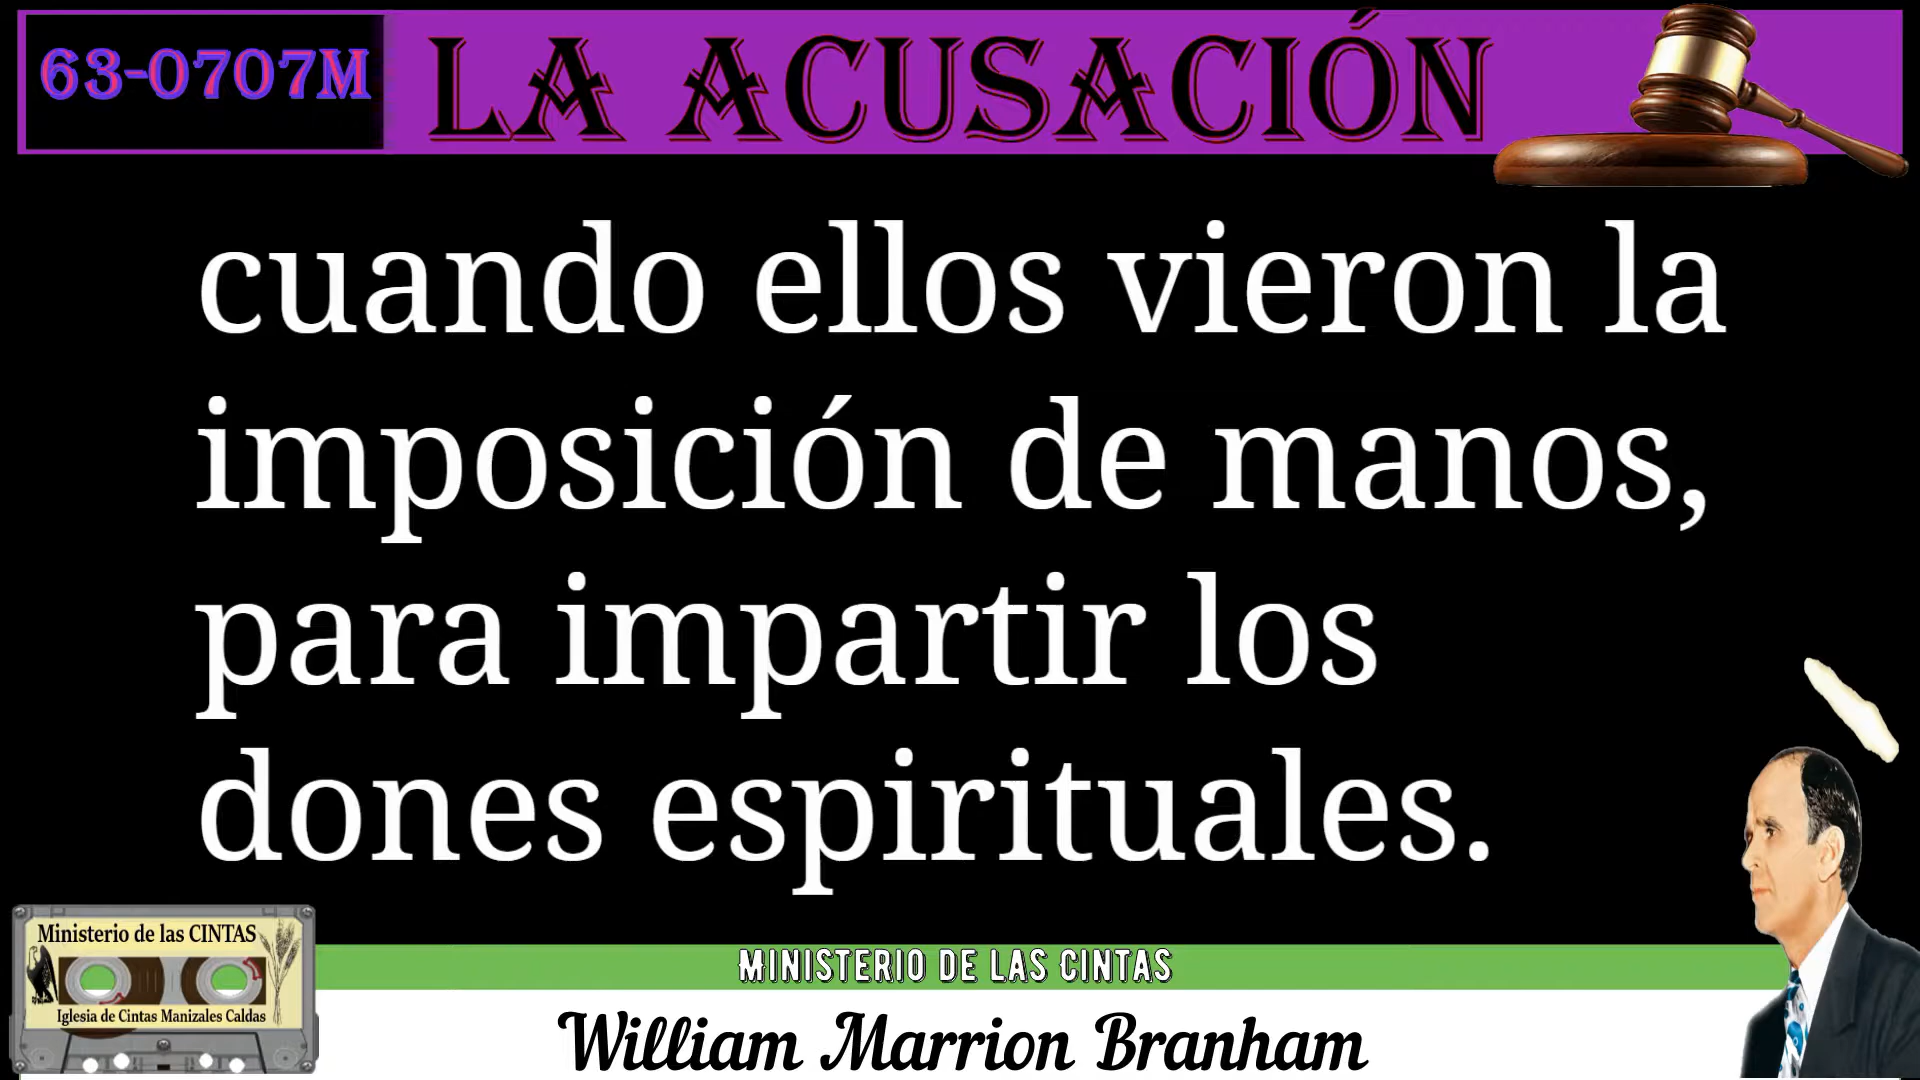 63-0707M
LA ACUSACIÓN
cuando ellos vieron la
imposición de manos,
para impartir los
dones espirituales.
Ministerio de las CINTAS
Iglesia de Cintas Manizales Caldas
MINISTERIO DE LAS CINTAS
William Marrion Branham